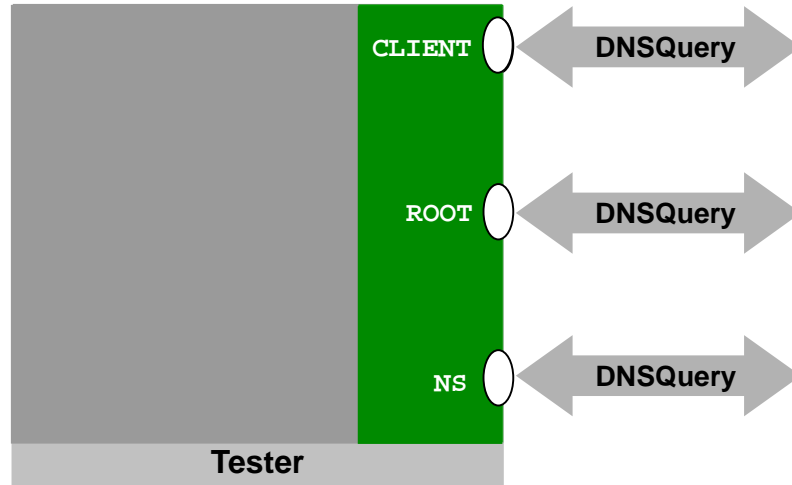 CLIENT
DNSQuery
ROOT
DNSQuery
NS
DNSQuery
Tester